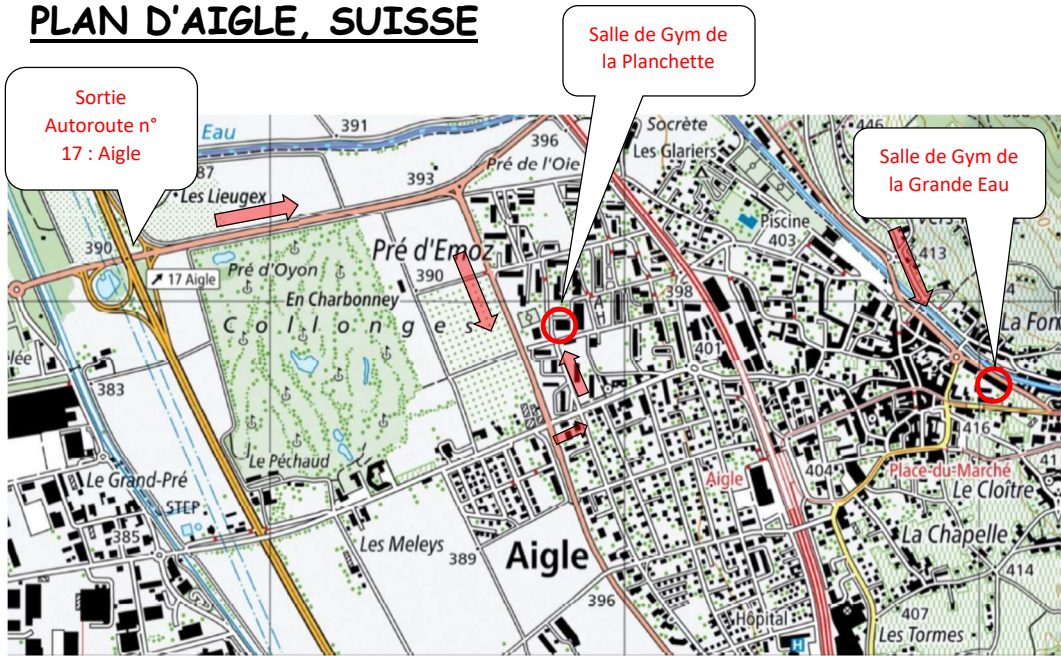 PLAN D'AIGLE, SUISSE
Salle de Gym de
la Planchette
Sortie
Autoroute n°
17 : Aigle
Salle de Gym de
la Grande Eau
Eau
391
396
Socrète
446
Les Glariers
Pré de l'Oie
393
87
Les Lieugex
Piscine
403
413
390
Pré d'Emoz
390
17 Aigle
Pré d'Oyon
En Charbonney
398
4
Collonges
La Fon
401
383
416
Le Péchaud
Aigle
404
Place-du-Marché
41
Le Grand-Pré
Le Cloître
STEP
385
Les Meleys
389
Aigle
La Chapelle
414
396
407
Hôpital
H
Les Tormes